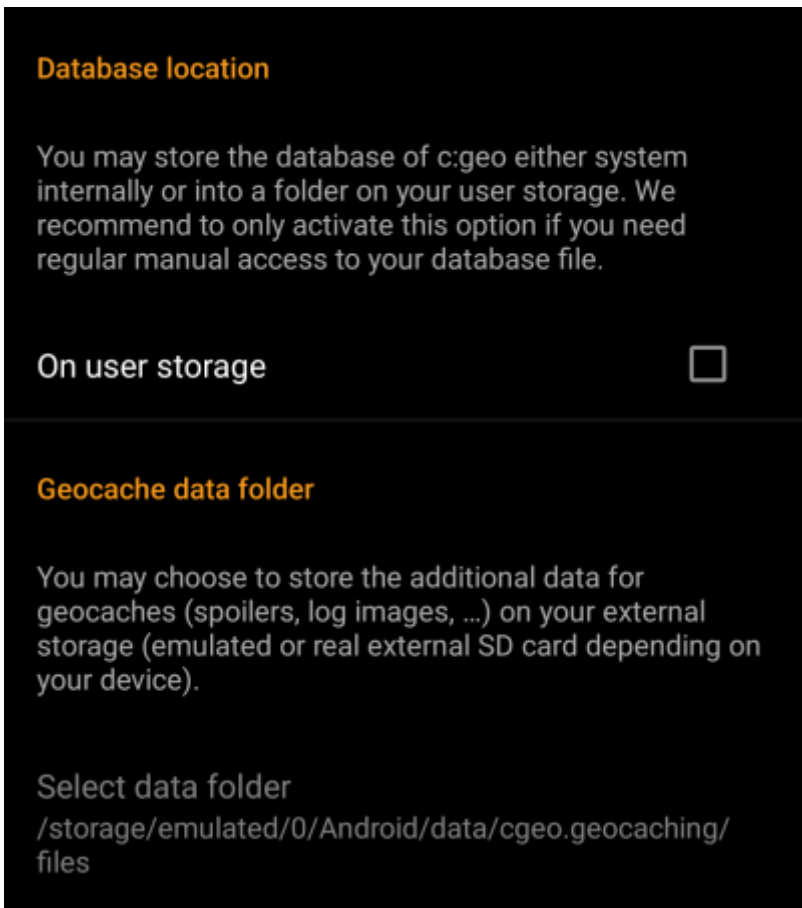 Database location
You may store the database of c:geo either system
internally or into a folder on your user storage. We
recommend to only activate this option if you need
regular manual access to your database file.
On user storage
Geocache data folder
You may choose to store the additional data for
geocaches (spoilers, log images, …) on your external
storage (emulated or real external SD card depending on
your device).
Select data folder
/storage/emulated/0/Android/data/cgeo.geocaching/
files